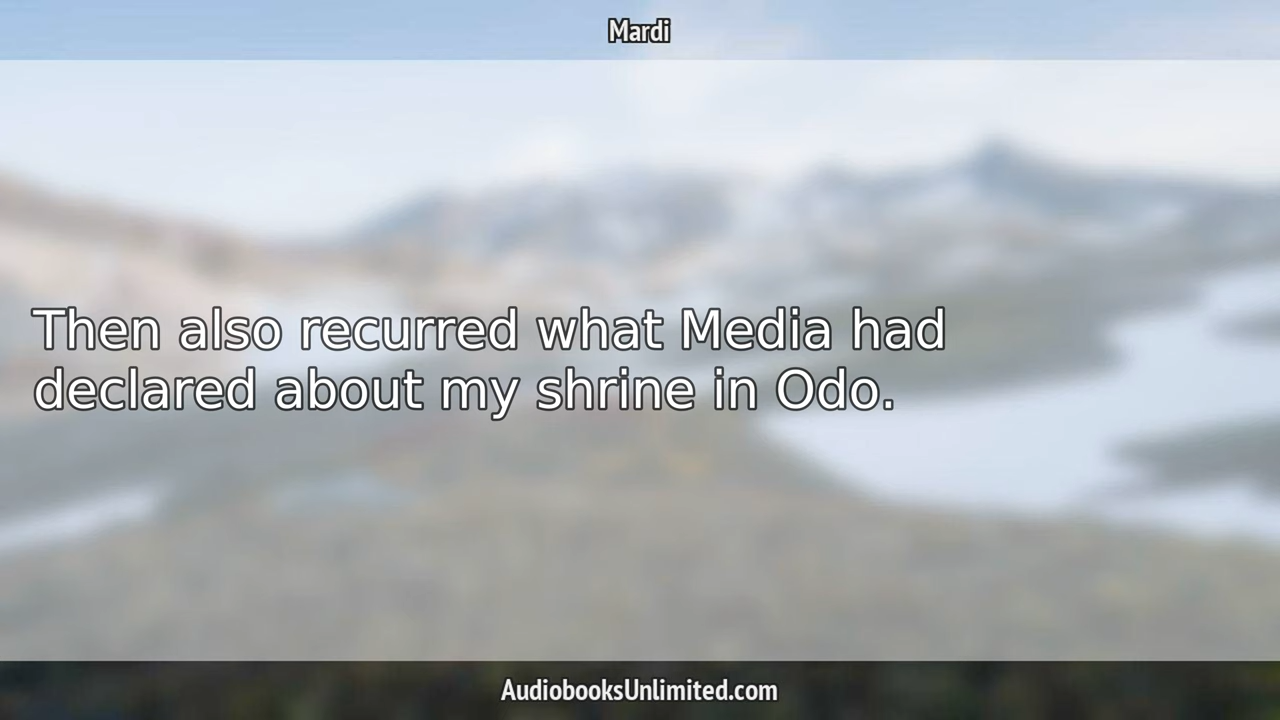 Mardi
Then also recurred what Media had
declared about my shrine in Odo.
AudiobooksUnlimited.com